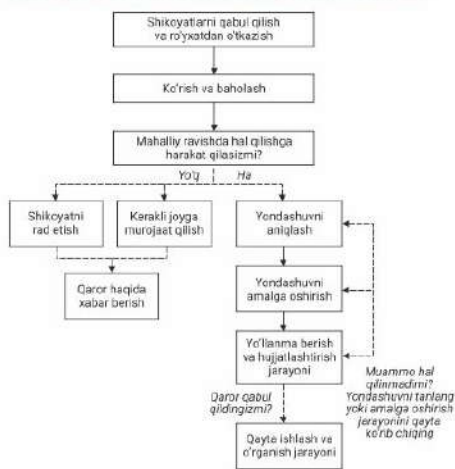 Shikoyatlarni qabul qilish
va ro'yxatdan o'tkazish
Ko'rish va baholash
Mahalliy ravishda hal qilishga
harakat qilasizmi?
Yo'q
Ha
Shikoyatni
rad etish
Kerakli joyga
murojaat qilish
Yondashuvni
aniqlash
Qaror haqida
xabar berish
Yondashuvni
amalga oshirish
Yo'llanma berish
va hujjatlashtirish
jarayoni
Muammo hal
qilinmadimi?
Yondashuvni tanlang
yoki amalga oshirish
jarayonini qayta
ko'rib chiqing
Qaror qabul
qildingizmi?
Qayta ishlash va
o'rganish jarayoni